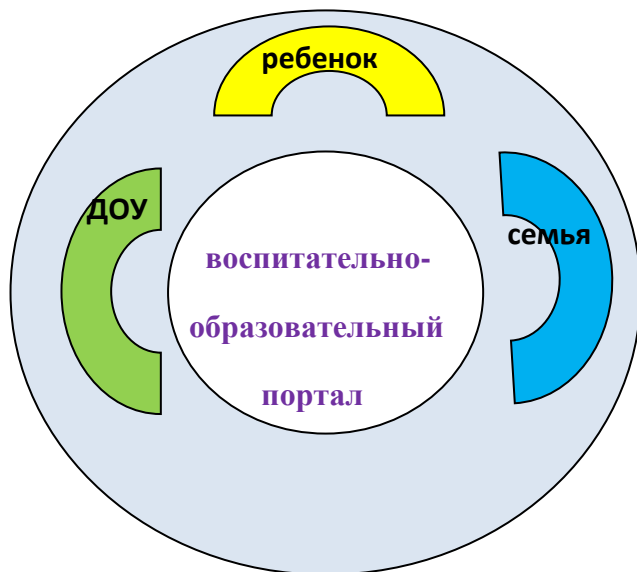 ребенок
ДОУ
семья
воспитательно-
образовательный
портал